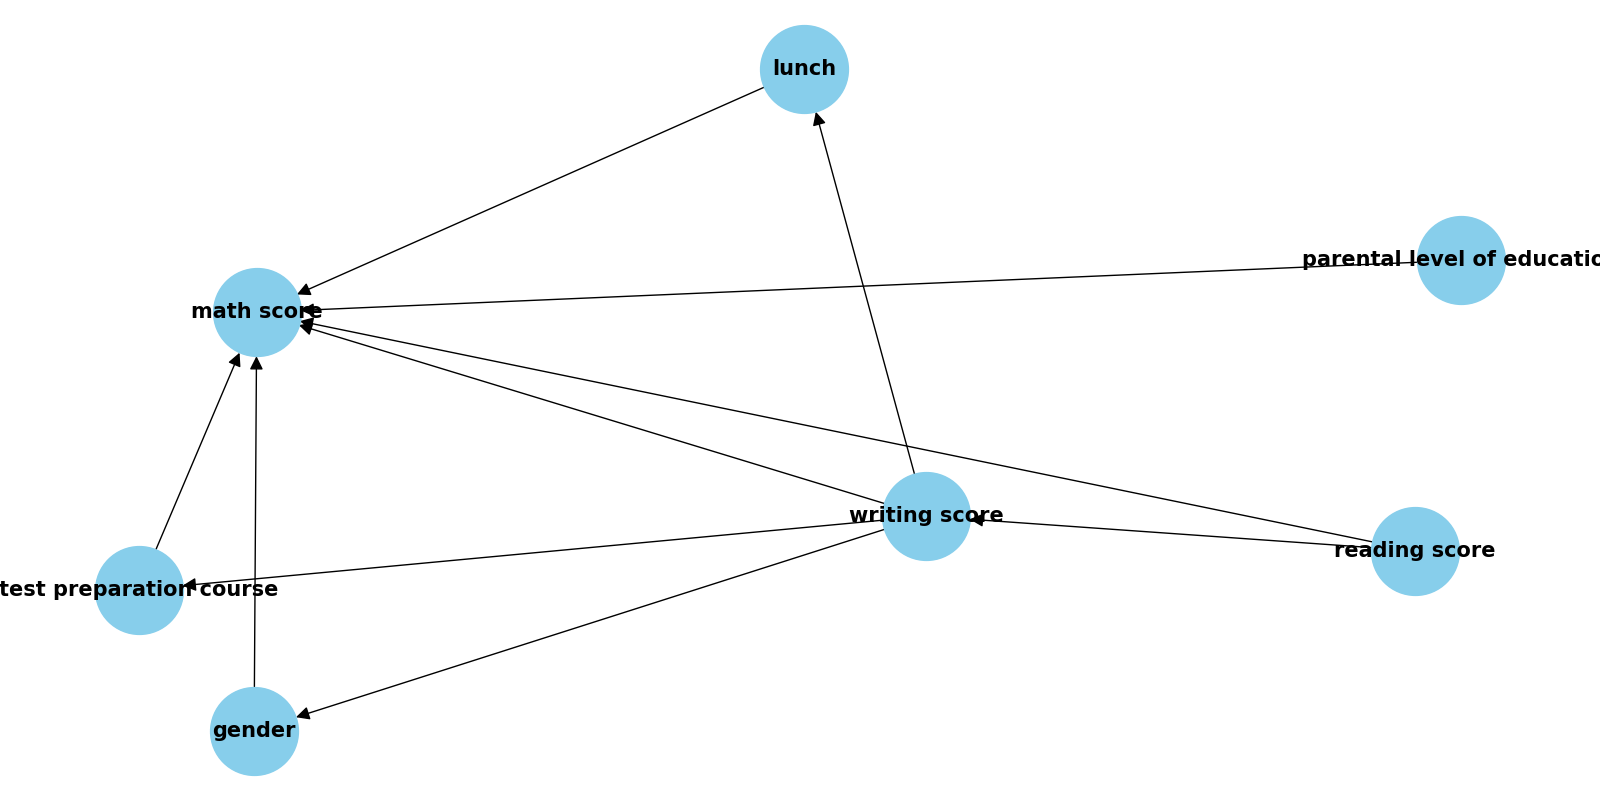 lunch
parental level of educatio
math score
writing score
reading score
test preparation course
gender